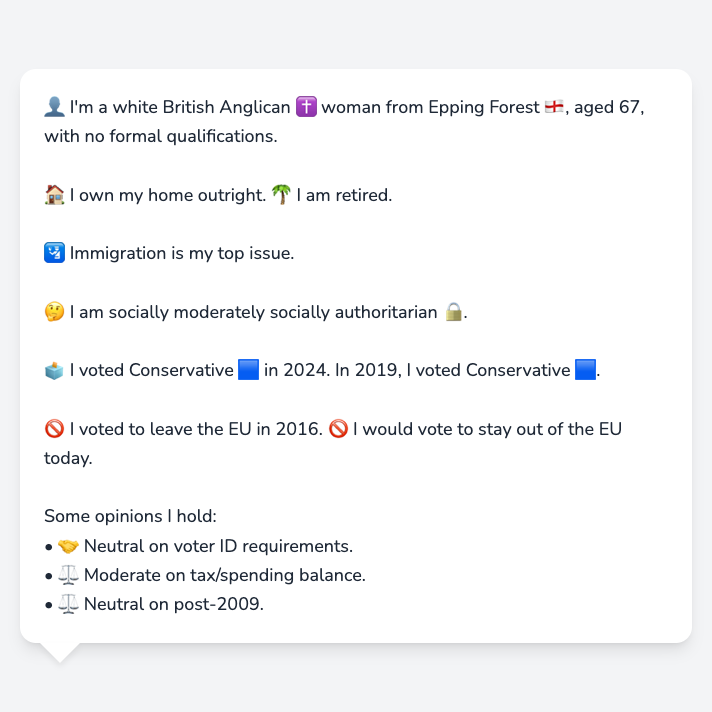 👤 I'm a white British Anglican ✝️ woman from Epping Forest 🏴󠁧󠁢󠁥󠁮󠁧󠁿, aged 67,
with no formal qualifications.
🏠 I own my home outright. 🌴 I am retired.
🛂 Immigration is my top issue.
🤔 I am socially moderately socially authoritarian 🔒.
🗳️ I voted Conservative 🟦 in 2024. In 2019, I voted Conservative 🟦.
🚫 I voted to leave the EU in 2016. 🚫 I would vote to stay out of the EU
today.
Some opinions I hold:
• 🤝 Neutral on voter ID requirements.
• ⚖️ Moderate on tax/spending balance.
• ⚖️ Neutral on post-2009.